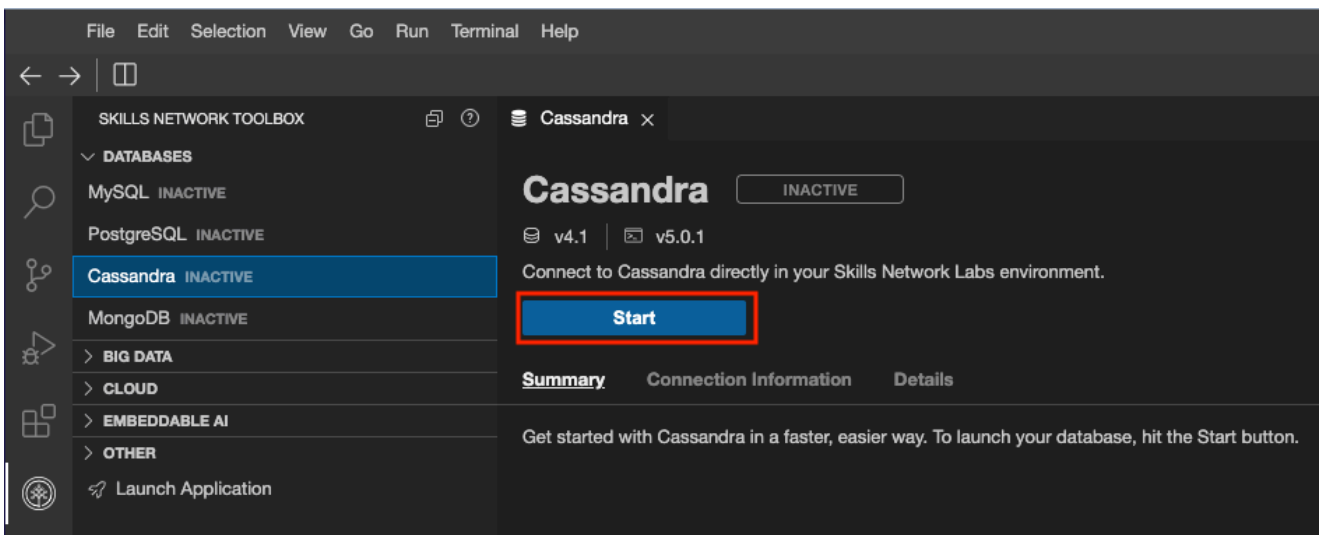 File Edit Selection View Go Run Terminal Help
SKILLS NETWORK TOOLBOX
DATABASES
MySQL INACTIVE
PostgreSQL INACTIVE
Cassandra INACTIVE
MongoDB INACTIVE
BIG DATA
CLOUD
EMBEDDABLE AI
OTHER
Launch Application
Cassandra
Cassandra INACTIVE
v4.1 v5.0.1
Connect to Cassandra directly in your Skills Network Labs environment.
Start
Summary Connection Information Details
Get started with Cassandra in a faster, easier way. To launch your database, hit the Start button.